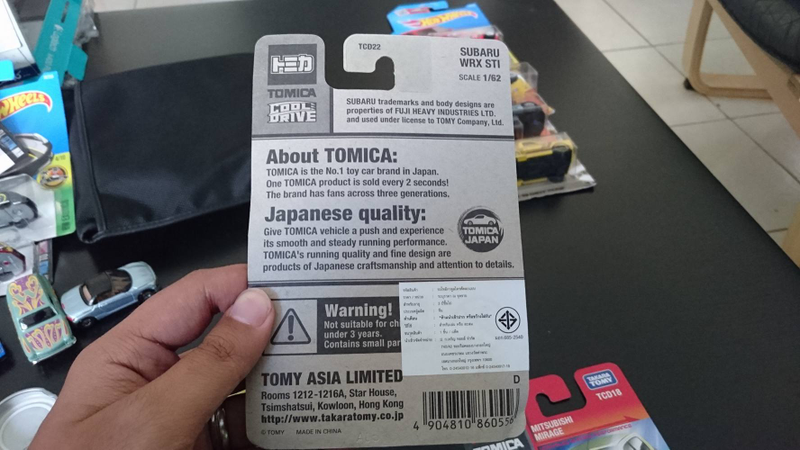 TCD22
SUBARU
WRX STI
SCALE 1/62
トミカ
TOMICA
COOL
DRIVE
SUBARU trademarks and body designs are
properties of FUJI HEAVY INDUSTRIES LTD.
and used under license to TOMY Company, Ltd.
About TOMICA:
TOMICA is the No.1 toy car brand in Japan.
One TOMICA product is sold every 2 seconds!
The brand has fans across three generations.
Japanese quality:
Give TOMICA vehicle a push and experience
its smooth and steady running performance.
TOMICA's running quality and fine design are
products of Japanese craftsmanship and attention to details.
TOMICA
JAPAN
Warning!
Not suitable for ch
under 3 years.
Contains small par
TOMY ASIA LIMITED
Rooms 1212-1216A, Star House,
Tsimshatsui, Kowloon, Hong Kong
http://www.takaratomy.co.jp
© TOMY MADE IN CHINA
D
4 904810 86055
TAKARA
TOMY
TCD18
MITSUBISHI
MIRAGE
TOMICA